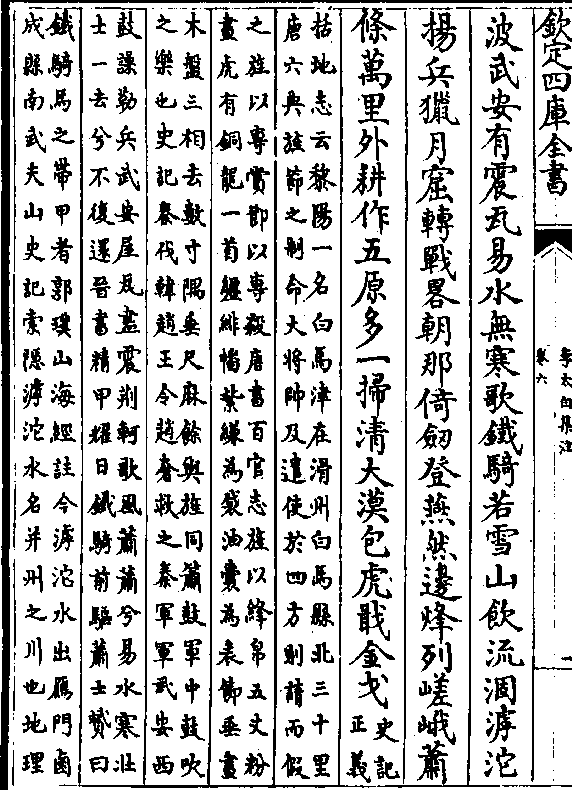 欽定四庫全書
李太白集注
卷六
一
波武安有震瓦易水無寒歌鐵騎若雪山飲流涸滹沱
揚兵獵月窟轉戰畧朝那倚劒登燕然邊烽列嵯峨蕭
條萬里外耕作五原多一掃清大漠包虎戢金戈史記
正義
括地志云黎陽一名白馬津在滑州白馬縣北三十里
唐六典旌節之制命大將帥及遣使於四方則請而假
之旌以專賞節以專殺唐書百官志旌以絳帛五丈粉
畫虎有銅龍一首纒緋幡紫縑為袋油囊為表節垂畫
木盤三相去數寸隅垂尺麻餘與旌同簫鼓軍中鼓吹
之樂也史記秦伐韓趙王令趙奢救之秦軍軍武安西
鼓譟勒兵武安屋瓦盡震荆軻歌風蕭蕭兮易水寒壯
士一去兮不復還晉書精甲耀日鐵騎前驅蕭士贇曰
鐵騎馬之帶甲者郭璞山海經註今滹沱水出雁門鹵
成縣南武夫山史記索隱滹沱水名并州之川也地理